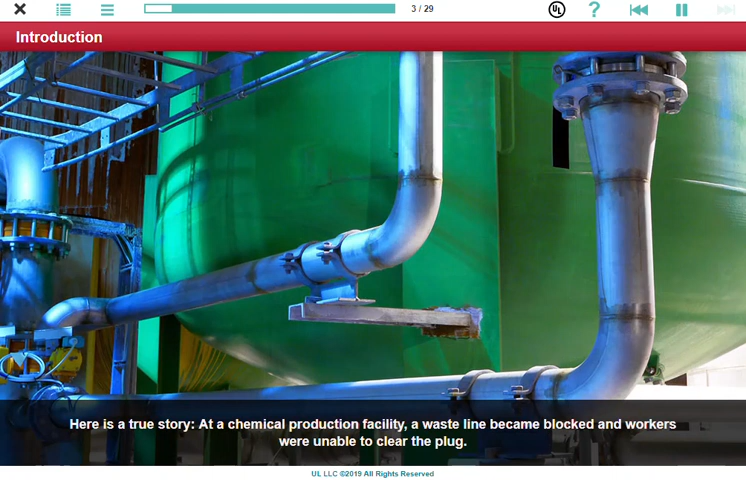 3 / 29
UL
?
Introduction
Here is a true story: At a chemical production facility, a waste line became blocked and workers
were unable to clear the plug.
UL LLC ©2019 All Rights Reserved